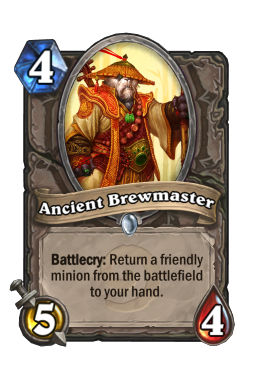 4
Ancient Brewmaster
Battlecry: Return a friendly
minion from the battlefield
to your hand.
5
4